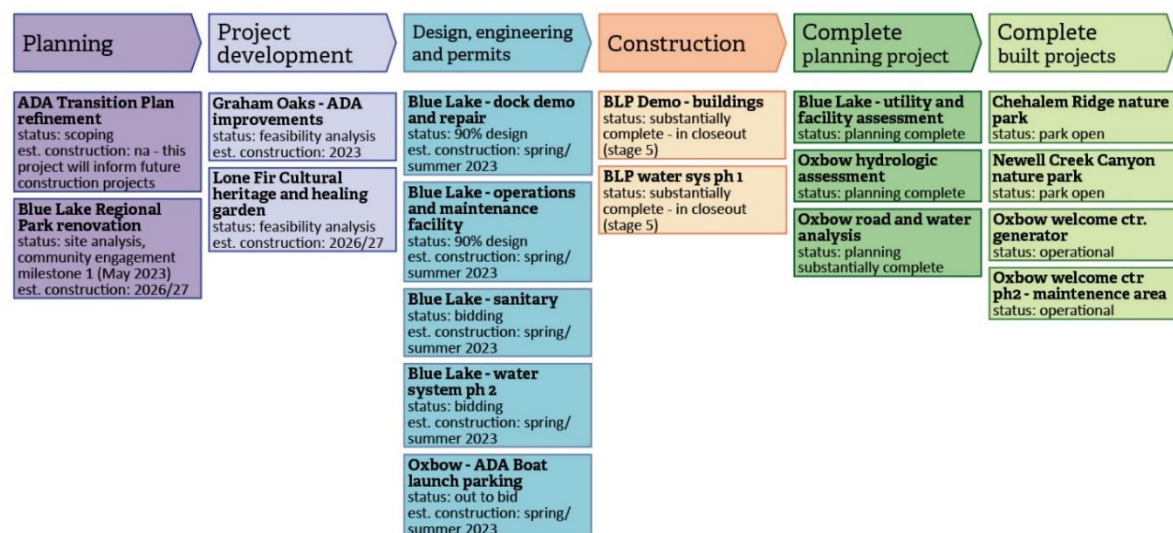 Planning
ADA Transition Plan
refinement
status: scoping
est. construction: na - this
project will inform future
construction projects
Blue Lake Regional
Park renovation
status: site analysis,
community engagement
milestone 1 (May 2023)
est. construction: 2026/27
Project
development
Graham Oaks - ADA
improvements
status: feasibility analysis
est. construction: 2023
Lone Fir Cultural
heritage and healing
garden
status: feasibility analysis
est. construction: 2026/27
Design, engineering
and permits
Blue Lake - dock demo
and repair
status: 90% design
est. construction: spring/
summer 2023
Blue Lake - operations
and maintenance
facility
status: 90% design
est. construction: spring/
summer 2023
Blue Lake - sanitary
status: bidding
est. construction: spring/
summer 2023
Blue Lake - water
system ph 2
status: bidding
est. construction: spring/
summer 2023
Oxbow - ADA Boat
launch parking
status: out to bid
est. construction: spring/
summer 2023
Construction
BLP Demo - buildings
status: substantially
complete - in closeout
(stage 5)
BLP water sys ph 1
status: substantially
complete - in closeout
(stage 5)
Complete
planning project
Blue Lake - utility and
facility assessment
status: planning complete
Oxbow hydrologic
assessment
status: planning complete
Oxbow road and water
analysis
status: planning
substantially complete
Complete
built projects
Chehalem Ridge nature
park
status: park open
Newell Creek Canyon
nature park
status: park open
Oxbow welcome ctr.
generator
status: operational
Oxbow welcome ctr
ph2 - maintenence area
status: operational